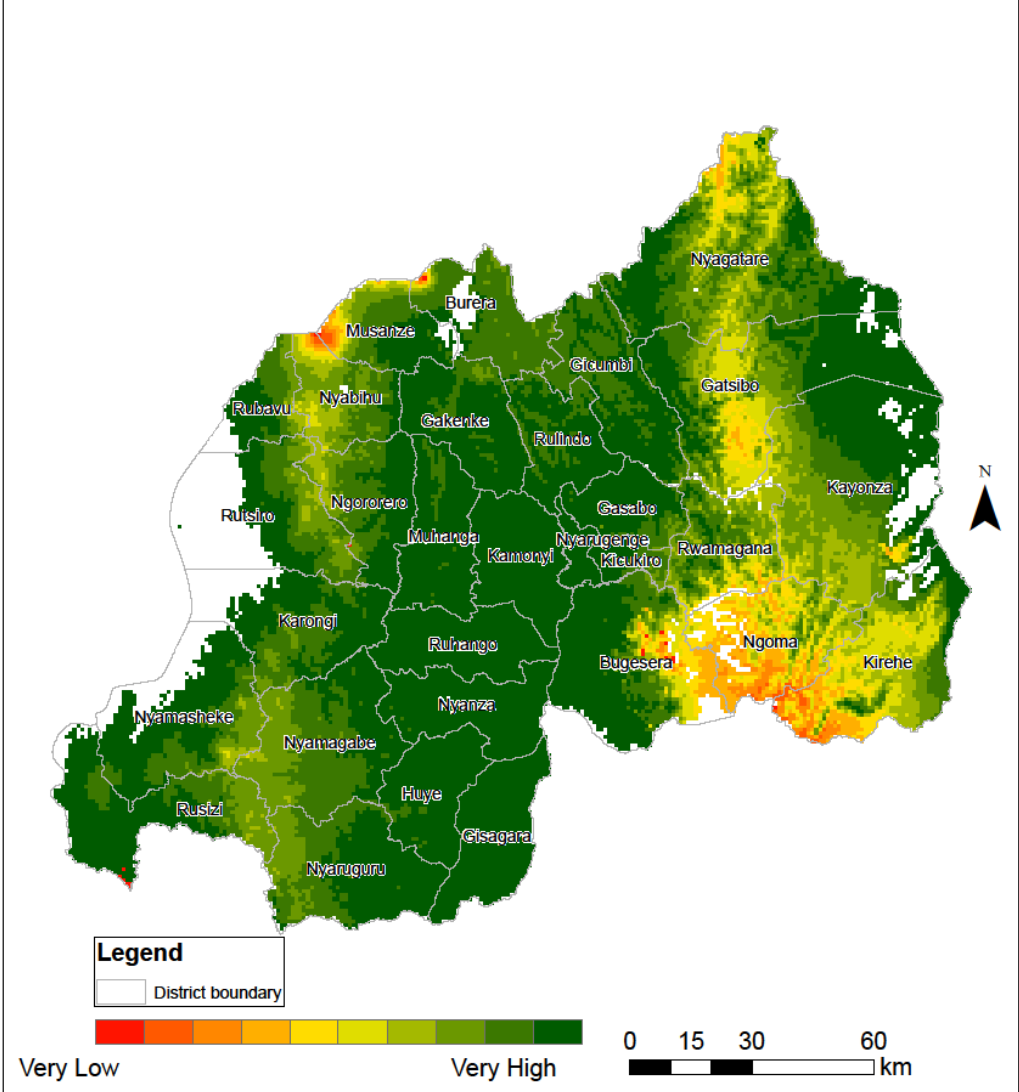 Nyagatare
Burera
Musanze
Gicumbi
Gatsibo
Nyabihu
Rubavu
Gakenke
Rulindo
Kayonza
N
Ngororero
Gasabo
Rutsiro
Muhanga
Nyarugenge
Kamonyi
Rwamagana
Kicukiro
Karongi
Ruhango
Ngoma
Bugesera
Kirehe
Nyanza
Nyamasheke
Nyamagabe
Huye
Rusizi
Gisagara
Nyaruguru
Legend
District boundary
Very Low Very High
0 15 30 60
km